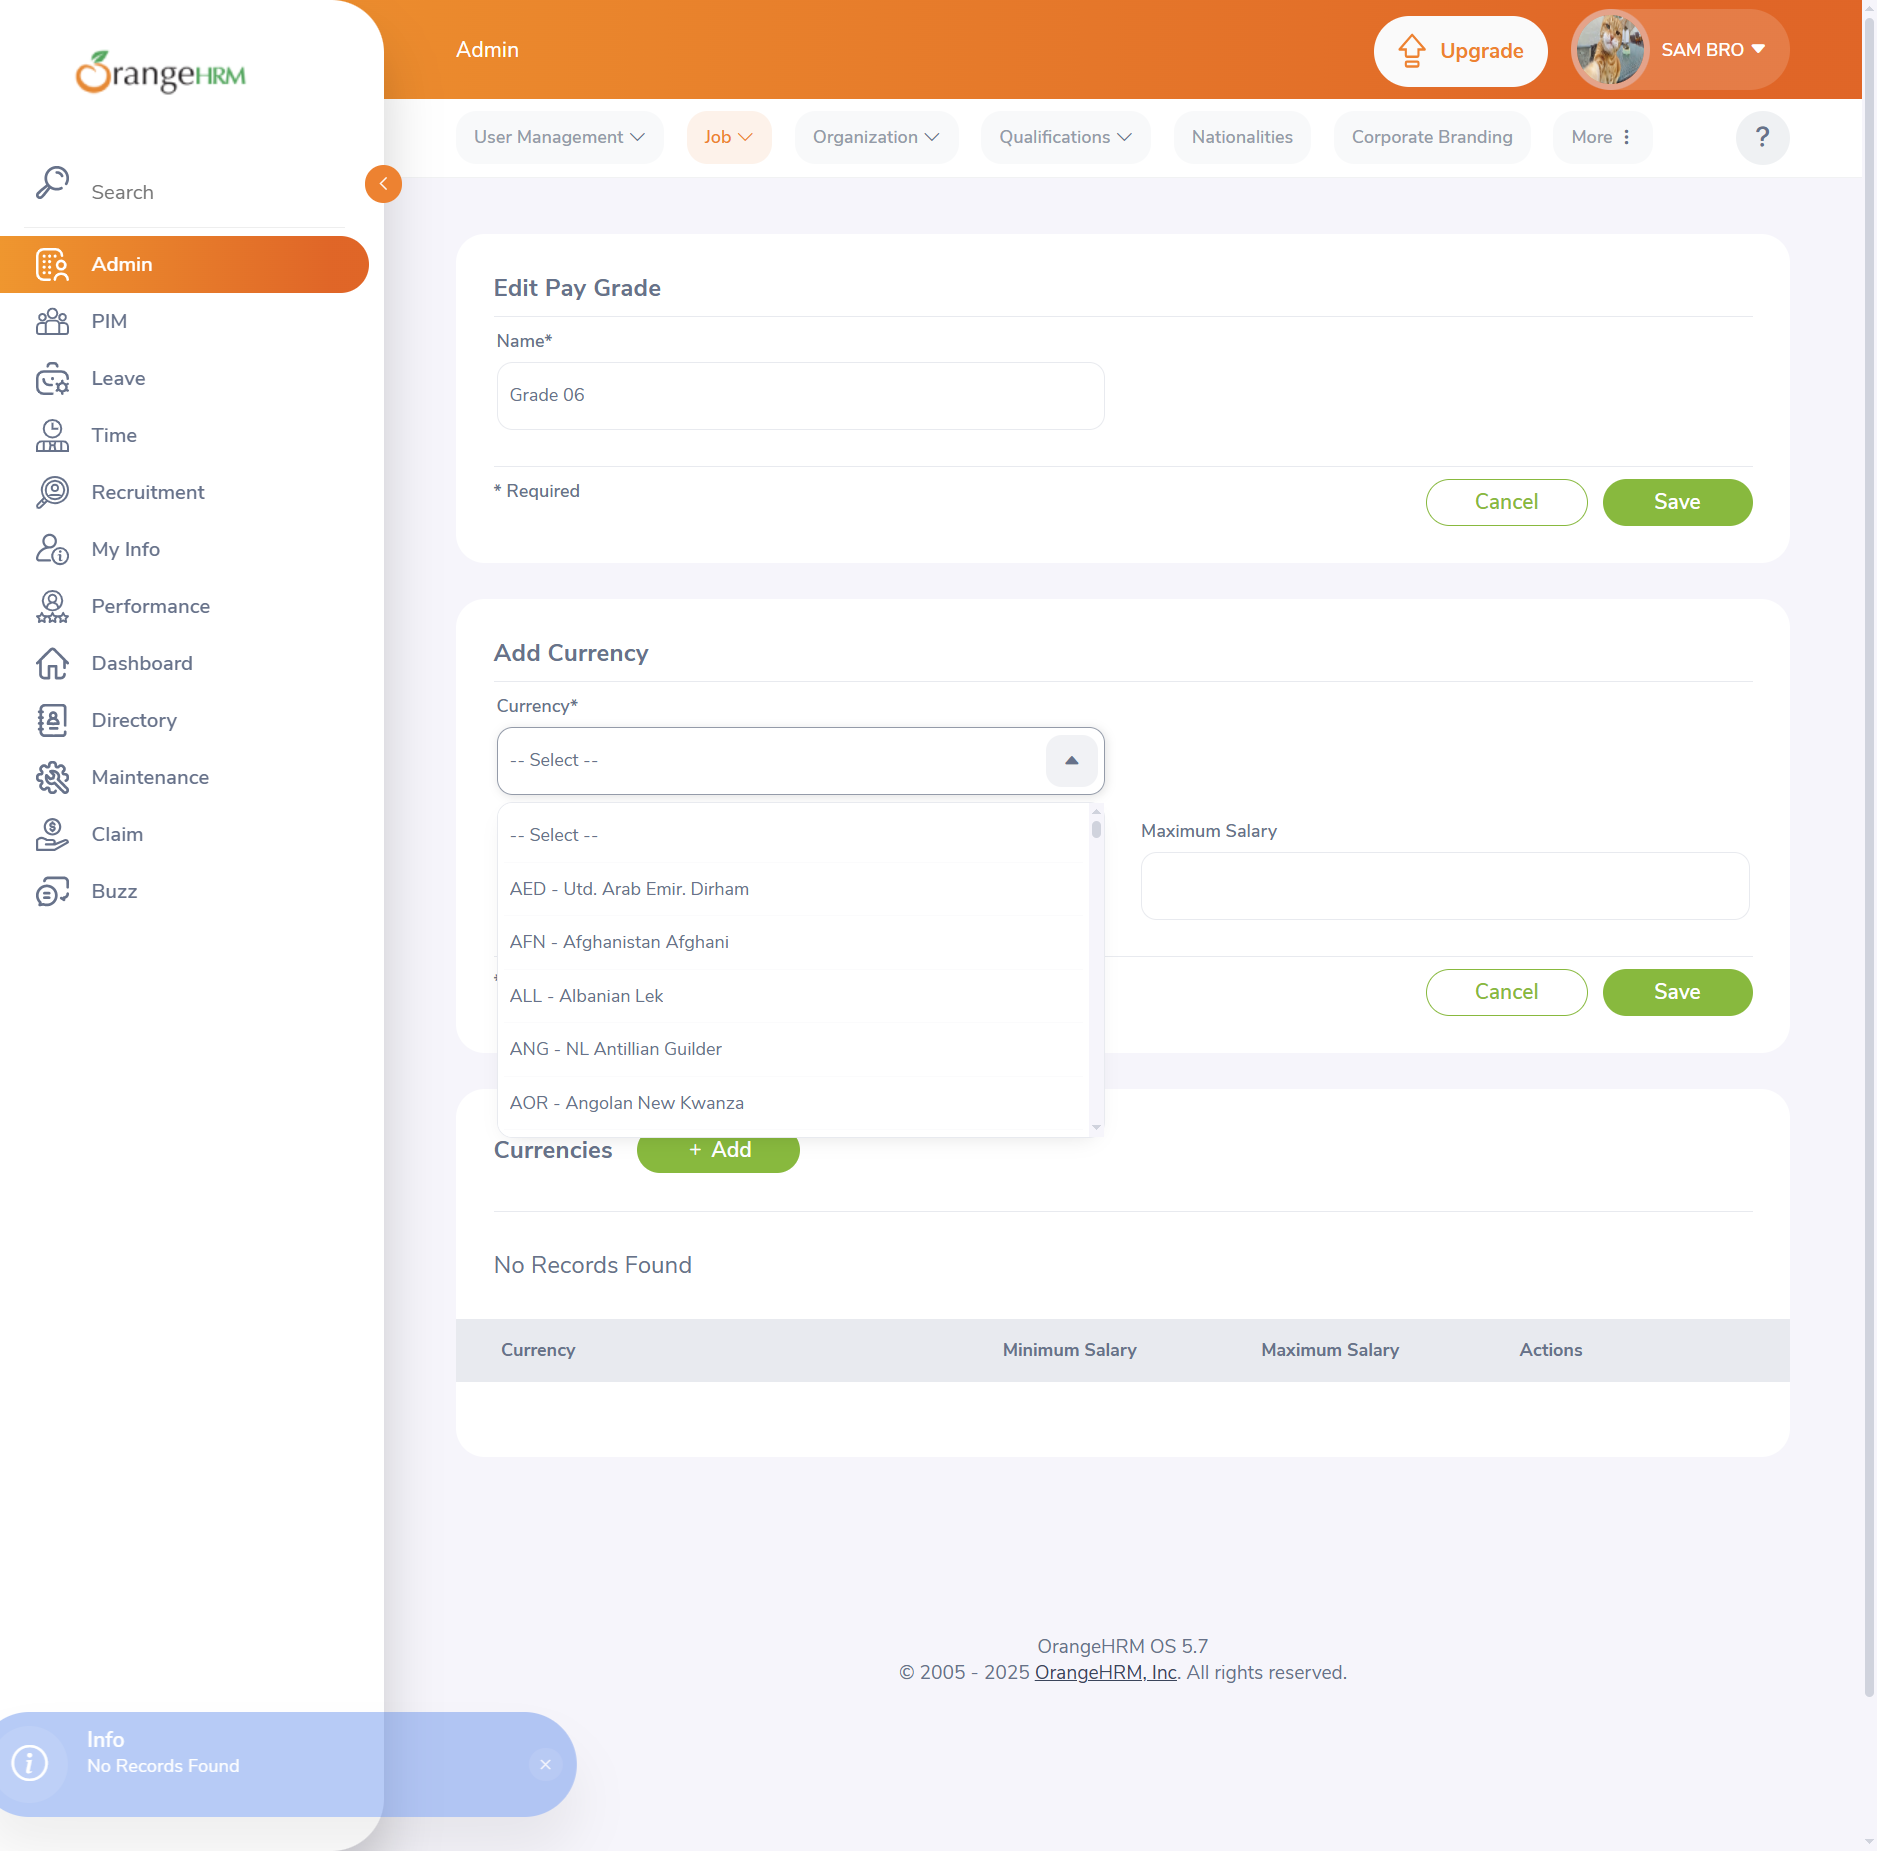 OrangeHRM
Admin
Upgrade
SAM BRO
User Management
Job
Organization
Qualifications
Nationalities
Corporate Branding
More
?
Search
Admin
PIM
Leave
Time
Recruitment
My Info
Performance
Dashboard
Directory
Maintenance
Claim
Buzz
Edit Pay Grade
Name*
Grade 06
* Required
Cancel
Save
Add Currency
Currency*
-- Select --
-- Select --
AED - Utd. Arab Emir. Dirham
AFN - Afghanistan Afghani
ALL - Albanian Lek
ANG - NL Antillian Guilder
AOR - Angolan New Kwanza
Maximum Salary
Cancel
Save
Currencies
+ Add
No Records Found
Currency Minimum Salary Maximum Salary Actions
OrangeHRM OS 5.7
© 2005 - 2025 OrangeHRM, Inc. All rights reserved.
Info
No Records Found